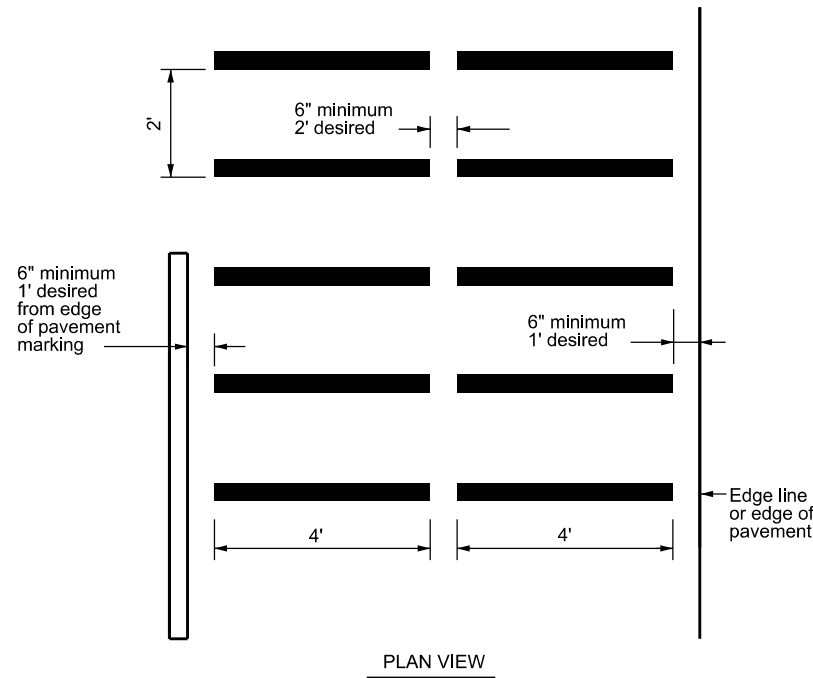 6" minimum
2' desired
2'
6" minimum
1' desired
from edge
of pavement
marking
6" minimum
1' desired
Edge line
or edge of
pavement
4'
4'
PLAN VIEW